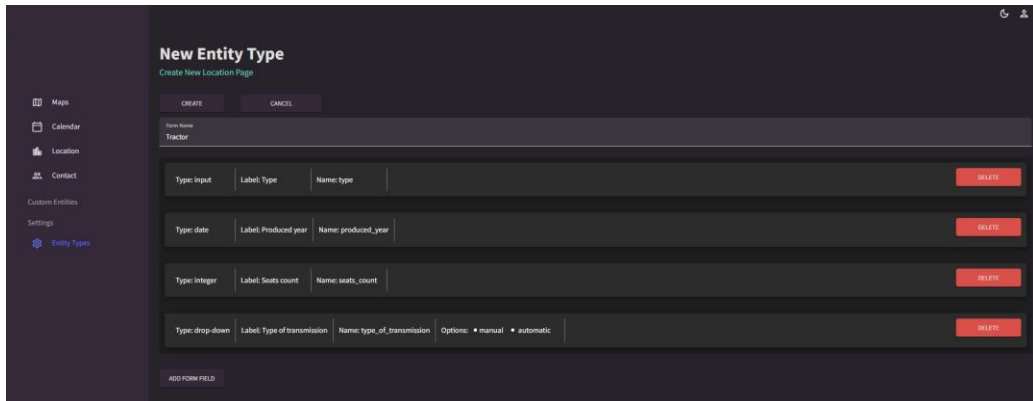 New Entity Type
Create New Location Page
Maps
Calendar
Location
Contact
Custom Entities
Settings
Entity Types
CREATE CANCEL
Form Name
Tractor
Type: input Label: Type Name: type DELETE
Type: date Label: Produced year Name: produced_year DELETE
Type: integer Label: Seats count Name: seats_count DELETE
Type: drop-down Label: Type of transmission Name: type_of_transmission Options: • manual • automatic DELETE
ADD FORM FIELD